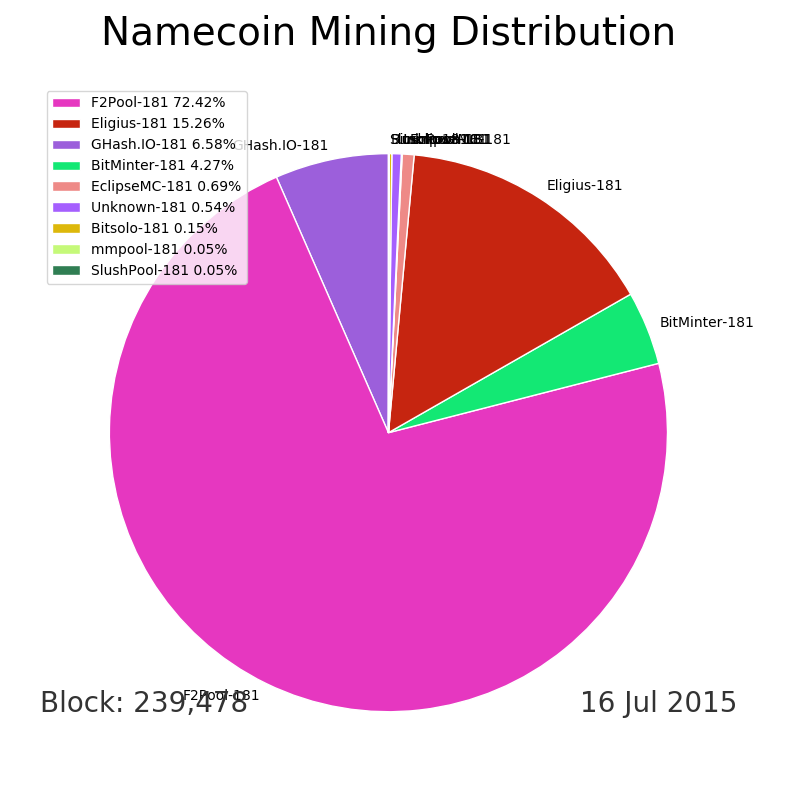 Namecoin Mining Distribution
F2Pool-181 72.42%
Eligius-181 15.26%
GHash.IO-181 6.58%
BitMinter-181 4.27%
EclipseMC-181 0.69%
Unknown-181 0.54%
Bitsolo-181 0.15%
mmpool-181 0.05%
SlushPool-181 0.05%
GHash.IO-181
Eligius-181
BitMinter-181
F2Pool-181
Block: 239,478
16 Jul 2015